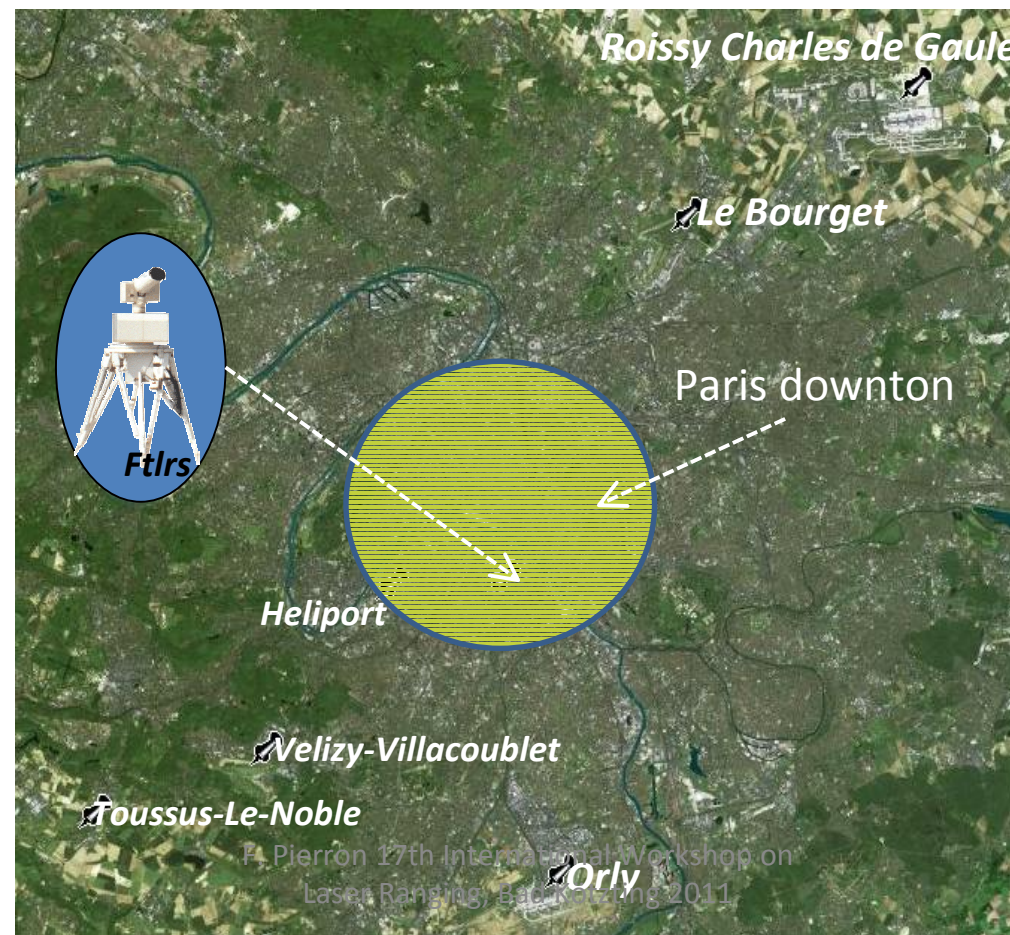 Roissy Charles de Gaule
Le Bourget
Paris downton
Ftlrs
Heliport
Velizy-Villacoublet
Toussus-Le-Noble
F. Pierron 17th International Workshop on
Orly
Laser Ranging, Bad Kötzting 2011